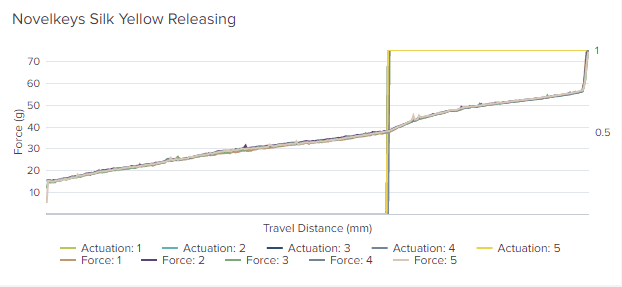 Novelkeys Silk Yellow Releasing
70
60
50
40
30
20
10
Force (g)
1
0.5
Travel Distance (mm)
Actuation: 1 Actuation: 2 Actuation: 3 Actuation: 4 Actuation: 5
Force: 1 Force: 2 Force: 3 Force: 4 Force: 5